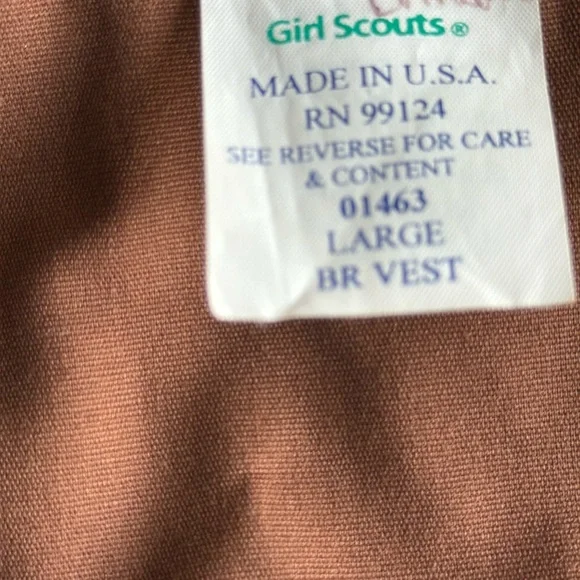 Girl Scouts®
MADE IN U.S.A.
RN 99124
SEE REVERSE FOR CARE
& CONTENT
01463
LARGE
BR VEST